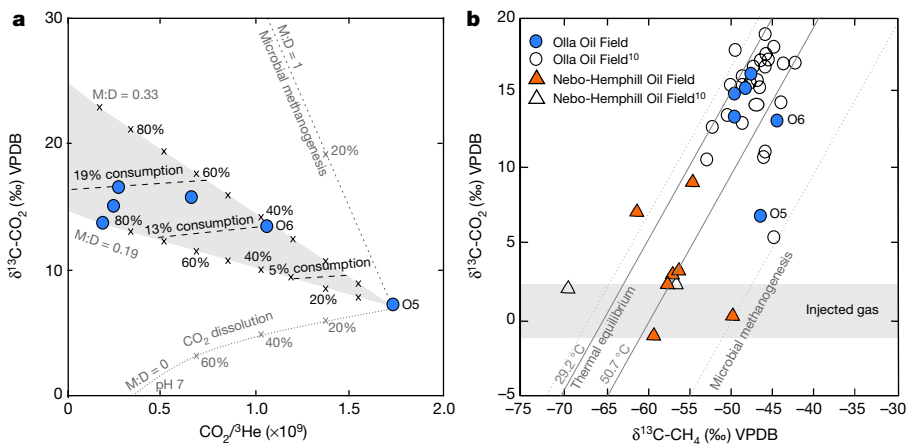 a
30
20
10
0
δ¹³C-CO₂ (‰) VPDB
0
0.5
1.0
1.5
2.0
CO₂/³He (×10⁹)
M:D = 1
Microbial methanogenesis
20%
M:D = 0.33
80%
60%
40%
19% consumption
13% consumption
5% consumption
O6
O5
80%
60%
40%
20%
M:D = 0.19
CO₂ dissolution
20%
40%
60%
M:D = 0
pH 7
b
20
15
10
5
0
−5
δ¹³C-CO₂ (‰) VPDB
−75
−70
−65
−60
−55
−50
−45
−40
−35
−30
δ¹³C-CH₄ (‰) VPDB
Olla Oil Field
Olla Oil Field¹⁰
Nebo-Hemphill Oil Field
Nebo-Hemphill Oil Field¹⁰
O6
O5
Injected gas
29.2 °C
Thermal equilibrium
50.7 °C
Microbial methanogenesis